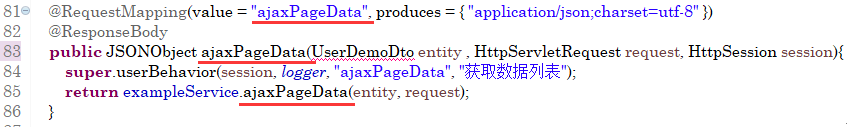 81 @RequestMapping(value = "ajaxPageData", produces = { "application/json;charset=utf-8" })
82 @ResponseBody
83 public JSONObject ajaxPageData(UserDemoDto entity , HttpServletRequest request, HttpSession session){
84 super.userBehavior(session, logger, "ajaxPageData", "获取数据列表");
85 return exampleService.ajaxPageData(entity, request);
86 }